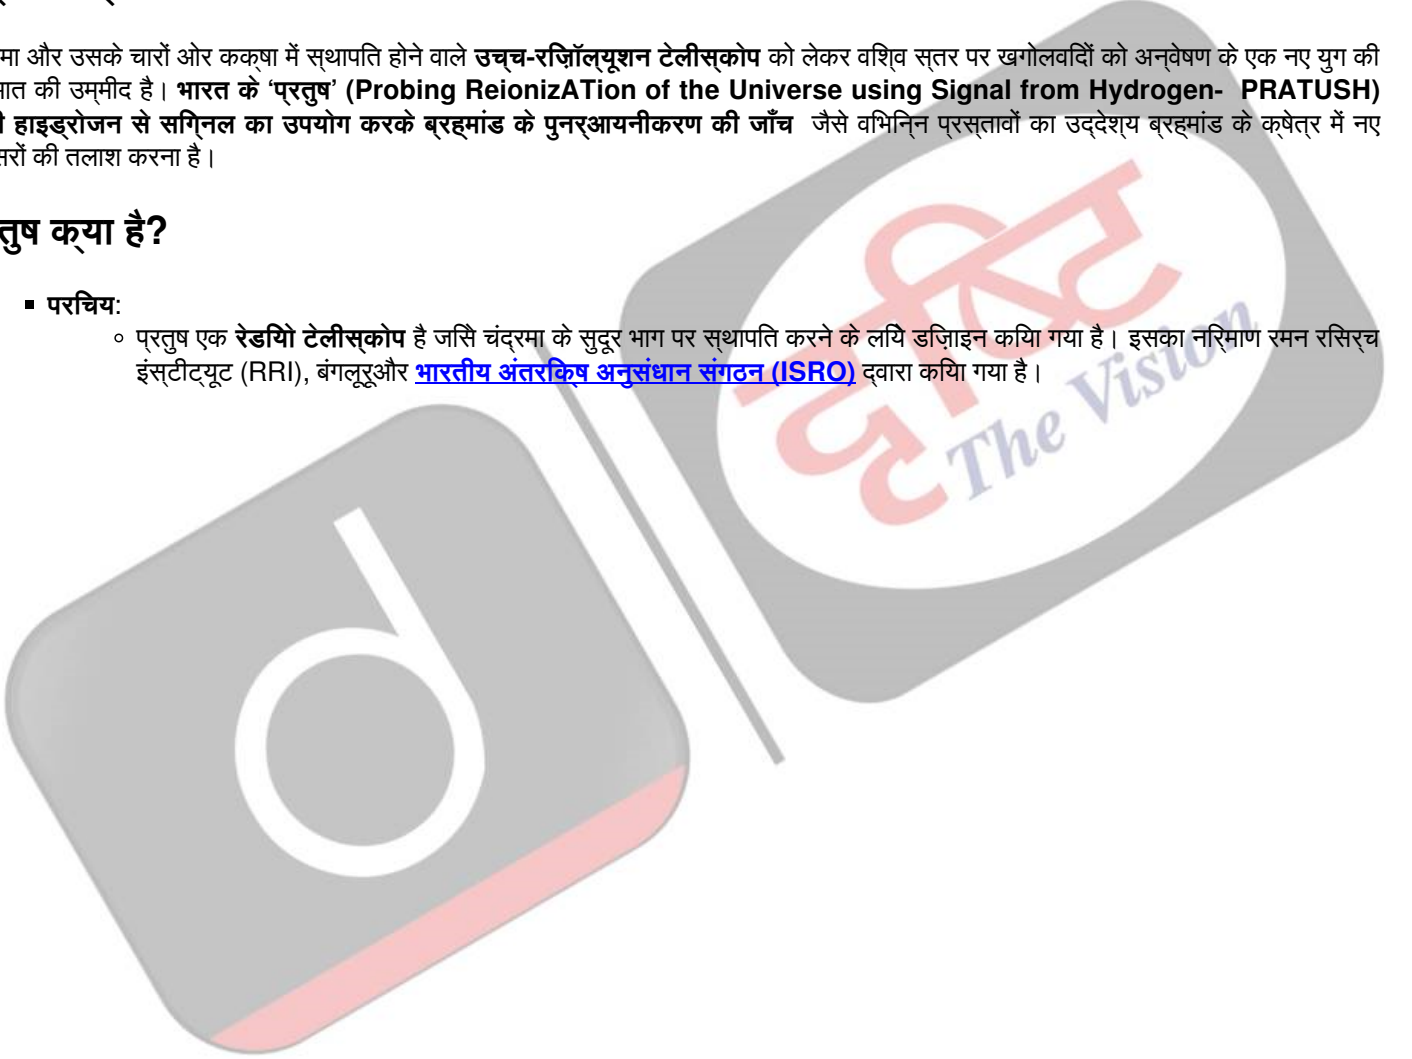 और उसके चारों ओर कक्षा में स्थापित होने वाले उच्च-रिज़ॉल्यूशन टेलीस्कोप को लेकर विश्व स्तर पर खगोलविदों को अन्वेषण के एक नए युग की
की उम्मीद है। भारत के ‘प्रतुष’ (Probing ReionizATion of the Universe using Signal from Hydrogen- PRATUSH)
हाइड्रोजन से सिग्नल का उपयोग करके ब्रह्मांड के पुनर्आयनीकरण की जाँच जैसे विभिन्न प्रस्तावों का उद्देश्य ब्रह्मांड के क्षेत्र में नए
की तलाश करना है।
क्या है?
परिचय:
प्रतुष एक रेडियो टेलीस्कोप है जिसे चंद्रमा के सुदूर भाग पर स्थापित करने के लिये डिज़ाइन किया गया है। इसका निर्माण रमन रिसर्च
इंस्टीट्यूट (RRI), बंगलूरू और भारतीय अंतरिक्ष अनुसंधान संगठन (ISRO) द्वारा किया गया है।
दृष्टि
The Vision